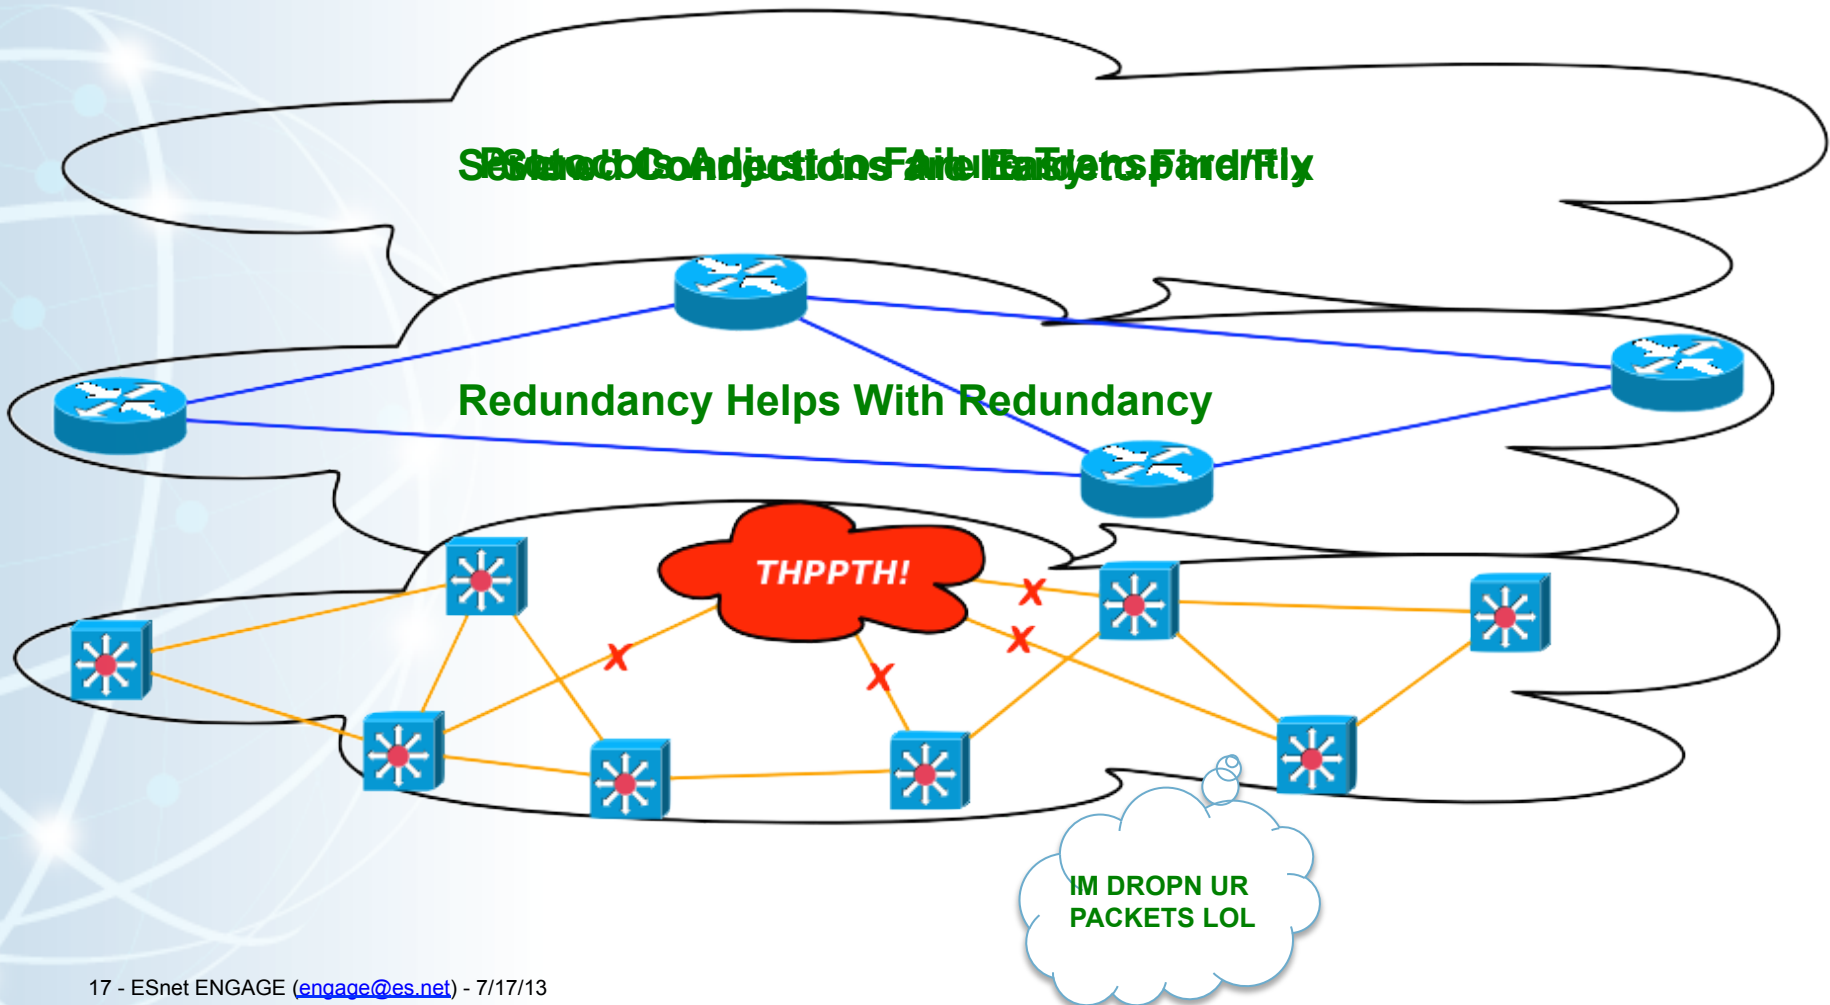 Redundancy Helps With Redundancy
THPPTH!
X
X
X
X
IM DROPN UR
PACKETS LOL
17 - ESnet ENGAGE (engage@es.net) - 7/17/13